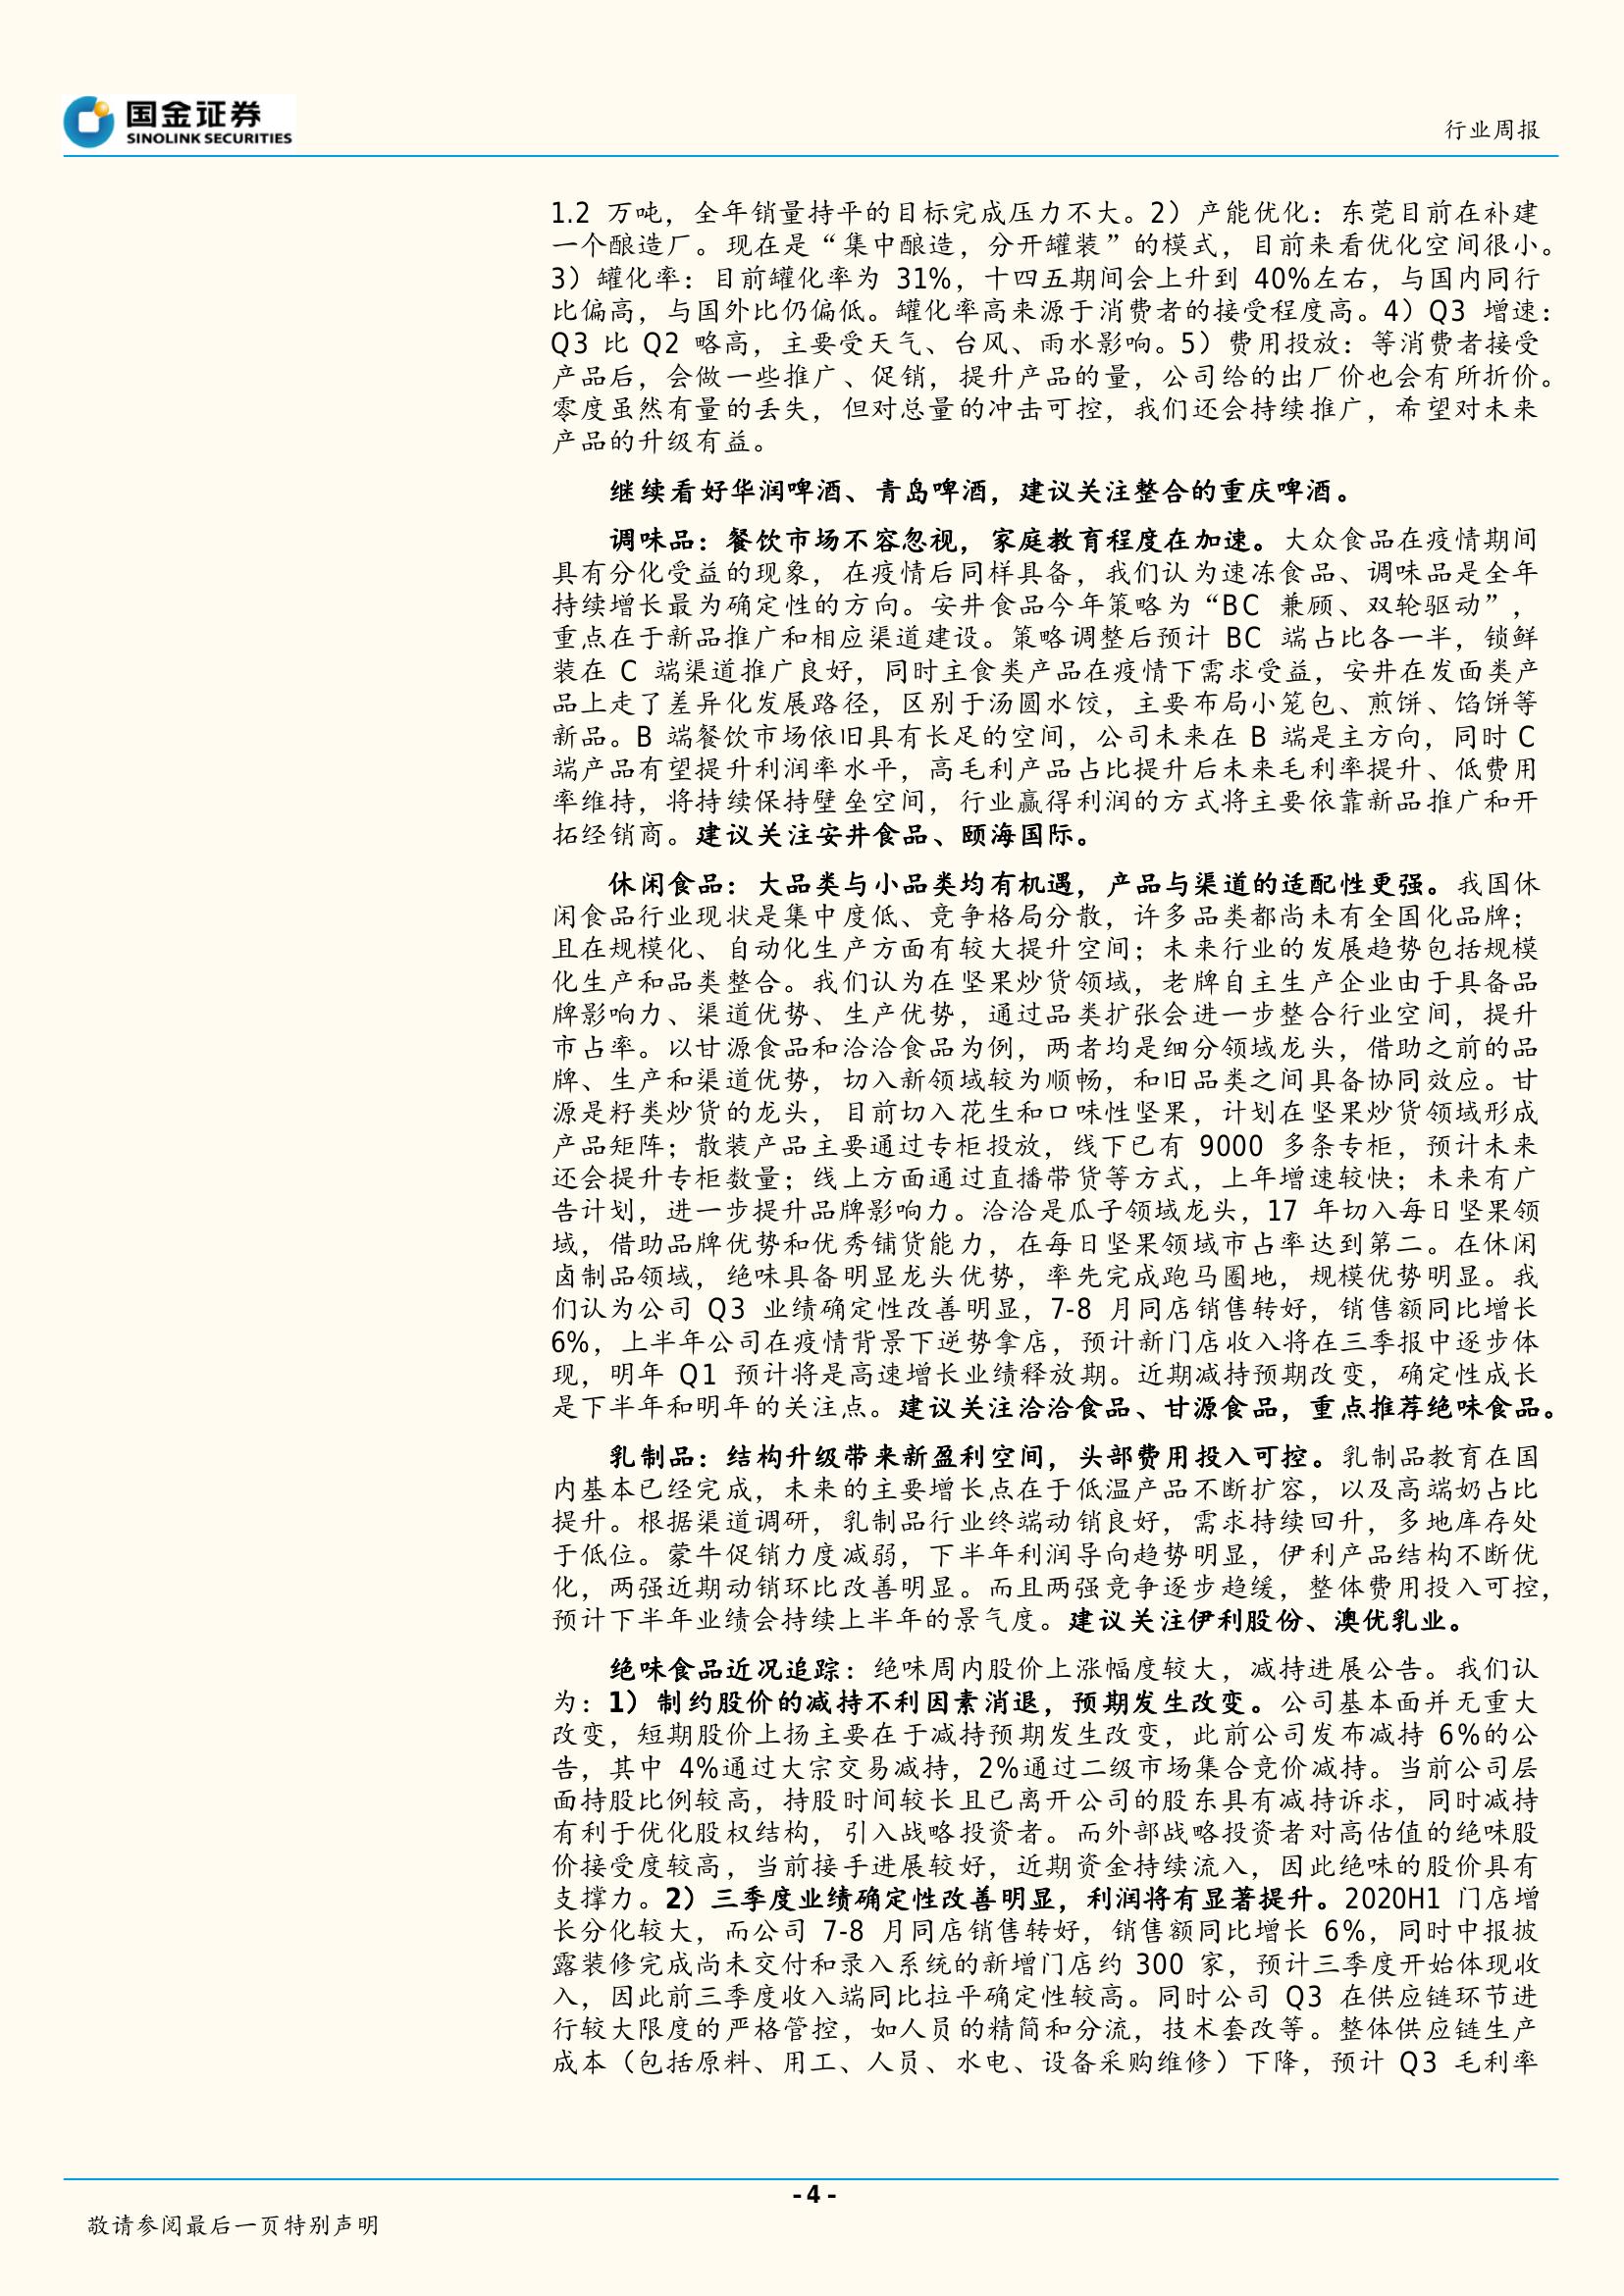 国金证券
SINOLINK SECURITIES
行业周报
1.2 万吨，全年销量持平的目标完成压力不大。2）产能优化：东莞目前在补建
一个酿造厂。现在是“集中酿造，分开罐装”的模式，目前来看优化空间很小。
3）罐化率：目前罐化率为 31%，十四五期间会上升到 40%左右，与国内同行
比偏高，与国外比仍偏低。罐化率高来源于消费者的接受程度高。4）Q3 增速：
Q3 比 Q2 略高，主要受天气、台风、雨水影响。5）费用投放：等消费者接受
产品后，会做一些推广、促销，提升产品的量，公司给的出厂价也会有所折价。
零度虽然有量的丢失，但对总量的冲击可控，我们还会持续推广，希望对未来
产品的升级有益。
继续看好华润啤酒、青岛啤酒，建议关注整合的重庆啤酒。
调味品：餐饮市场不容忽视，家庭教育程度在加速。大众食品在疫情期间
具有分化受益的现象，在疫情后同样具备，我们认为速冻食品、调味品是全年
持续增长最为确定性的方向。安井食品今年策略为“BC 兼顾、双轮驱动”，
重点在于新品推广和相应渠道建设。策略调整后预计 BC 端占比各一半，锁鲜
装在 C 端渠道推广良好，同时主食类产品在疫情下需求受益，安井在发面类产
品上走了差异化发展路径，区别于汤圆水饺，主要布局小笼包、煎饼、馅饼等
新品。B 端餐饮市场依旧具有长足的空间，公司未来在 B 端是主方向，同时 C
端产品有望提升利润率水平，高毛利产品占比提升后未来毛利率提升、低费用
率维持，将持续保持壁垒空间，行业赢得利润的方式将主要依靠新品推广和开
拓经销商。建议关注安井食品、颐海国际。
休闲食品：大品类与小品类均有机遇，产品与渠道的适配性更强。我国休
闲食品行业现状是集中度低、竞争格局分散，许多品类都尚未有全国化品牌；
且在规模化、自动化生产方面有较大提升空间；未来行业的发展趋势包括规模
化生产和品类整合。我们认为在坚果炒货领域，老牌自主生产企业由于具备品
牌影响力、渠道优势、生产优势，通过品类扩张会进一步整合行业空间，提升
市占率。以甘源食品和洽洽食品为例，两者均是细分领域龙头，借助之前的品
牌、生产和渠道优势，切入新领域较为顺畅，和旧品类之间具备协同效应。甘
源是籽类炒货的龙头，目前切入花生和口味性坚果，计划在坚果炒货领域形成
产品矩阵；散装产品主要通过专柜投放，线下已有 9000 多条专柜，预计未来
还会提升专柜数量；线上方面通过直播带货等方式，上年增速较快；未来有广
告计划，进一步提升品牌影响力。洽洽是瓜子领域龙头，17 年切入每日坚果领
域，借助品牌优势和优秀铺货能力，在每日坚果领域市占率达到第二。在休闲
卤制品领域，绝味具备明显龙头优势，率先完成跑马圈地，规模优势明显。我
们认为公司 Q3 业绩确定性改善明显，7-8 月同店销售转好，销售额同比增长
6%，上半年公司在疫情背景下逆势拿店，预计新门店收入将在三季报中逐步体
现，明年 Q1 预计将是高速增长业绩释放期。近期减持预期改变，确定性成长
是下半年和明年的关注点。建议关注洽洽食品、甘源食品，重点推荐绝味食品。
乳制品：结构升级带来新盈利空间，头部费用投入可控。乳制品教育在国
内基本已经完成，未来的主要增长点在于低温产品不断扩容，以及高端奶占比
提升。根据渠道调研，乳制品行业终端动销良好，需求持续回升，多地库存处
于低位。蒙牛促销力度减弱，下半年利润导向趋势明显，伊利产品结构不断优
化，两强近期动销环比改善明显。而且两强竞争逐步趋缓，整体费用投入可控，
预计下半年业绩会持续上半年的景气度。建议关注伊利股份、澳优乳业。
绝味食品近况追踪：绝味周内股价上涨幅度较大，减持进展公告。我们认
为：1）制约股价的减持不利因素消退，预期发生改变。公司基本面并无重大
改变，短期股价上扬主要在于减持预期发生改变，此前公司发布减持 6%的公
告，其中 4%通过大宗交易减持，2%通过二级市场集合竞价减持。当前公司层
面持股比例较高，持股时间较长且已离开公司的股东具有减持诉求，同时减持
有利于优化股权结构，引入战略投资者。而外部战略投资者对高估值的绝味股
价接受度较高，当前接手进展较好，近期资金持续流入，因此绝味的股价具有
支撑力。2）三季度业绩确定性改善明显，利润将有显著提升。2020H1 门店增
长分化较大，而公司 7-8 月同店销售转好，销售额同比增长 6%，同时中报披
露装修完成尚未交付和录入系统的新增门店约 300 家，预计三季度开始体现收
入，因此前三季度收入端同比拉平确定性较高。同时公司 Q3 在供应链环节进
行较大限度的严格管控，如人员的精简和分流，技术套改等。整体供应链生产
成本（包括原料、用工、人员、水电、设备采购维修）下降，预计 Q3 毛利率
- 4 -
敬请参阅最后一页特别声明